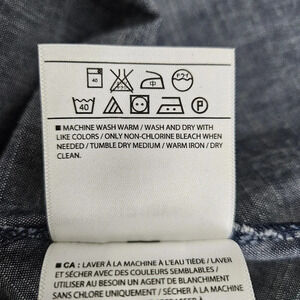 40
■ MACHINE WASH WARM / WASH AND DRY WITH
LIKE COLORS / ONLY NON-CHLORINE BLEACH WHEN
NEEDED / TUMBLE DRY MEDIUM / WARM IRON / DRY
CLEAN.
■ CA : LAVER À LA MACHINE À L'EAU TIÈDE / LAVER
ET SÉCHER AVEC DES COULEURS SEMBLABLES /
UTILISER AU BESOIN UN AGENT DE BLANCHIMENT
SANS CHLORE UNIQUEMENT / SÉCHER À LA MACHINE